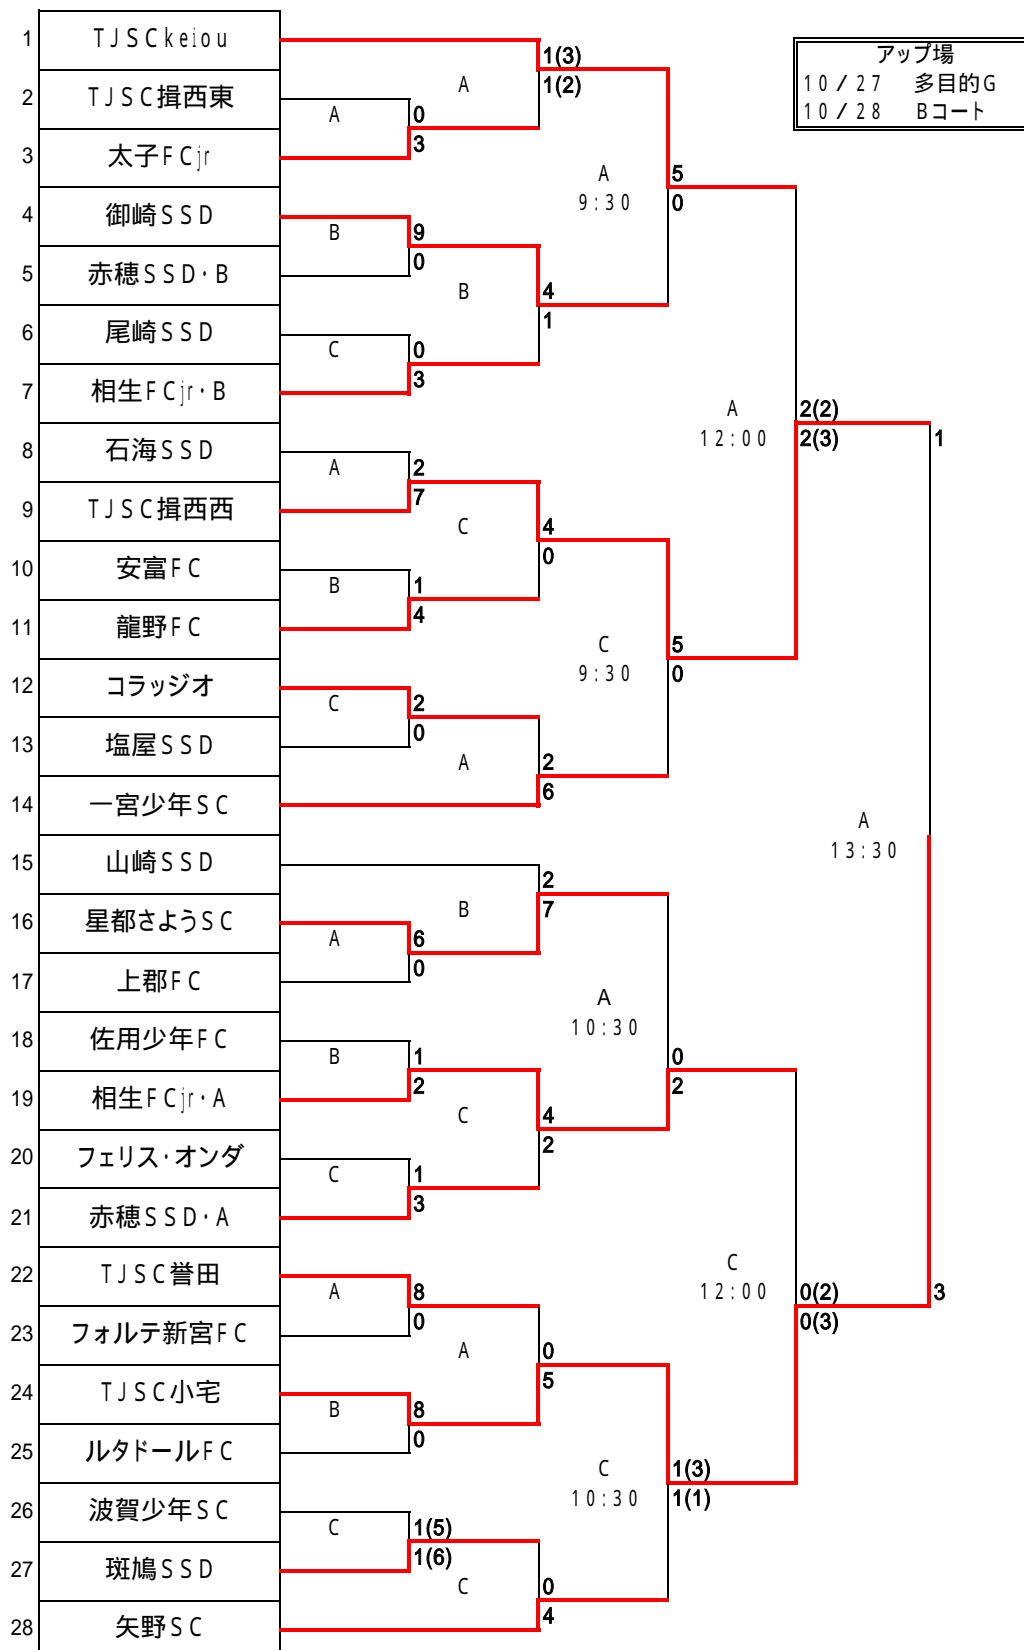 1 TJSCkeiou
2 TJSC揖西東
3 太子FCjr
4 御崎SSD
5 赤穂SSD・B
6 尾崎SSD
7 相生FCjr・B
8 石海SSD
9 TJSC揖西西
10 安富FC
11 龍野FC
12 コラッジオ
13 塩屋SSD
14 一宮少年SC
15 山崎SSD
16 星都さようSC
17 上郡FC
18 佐用少年FC
19 相生FCjr・A
20 フェリス・オンダ
21 赤穂SSD・A
22 TJSC誉田
23 フォルテ新宮FC
24 TJSC小宅
25 ルタドールFC
26 波賀少年SC
27 斑鳩SSD
28 矢野SC
A
0
3
B
9
0
C
0
3
A
2
7
B
1
4
C
2
0
A
6
0
B
1
2
C
1
3
A
8
0
B
8
0
C
1(5)
1(6)
A
1(3)
1(2)
B
4
1
C
4
0
A
2
6
B
2
7
C
4
2
A
0
5
C
0
4
A
9:30
5
0
C
9:30
5
0
A
10:30
0
2
C
10:30
1(3)
1(1)
A
12:00
2(2)
2(3)
C
12:00
0(2)
0(3)
A
13:30
1
3
アップ場
10/27 多目的G
10/28 Bコート